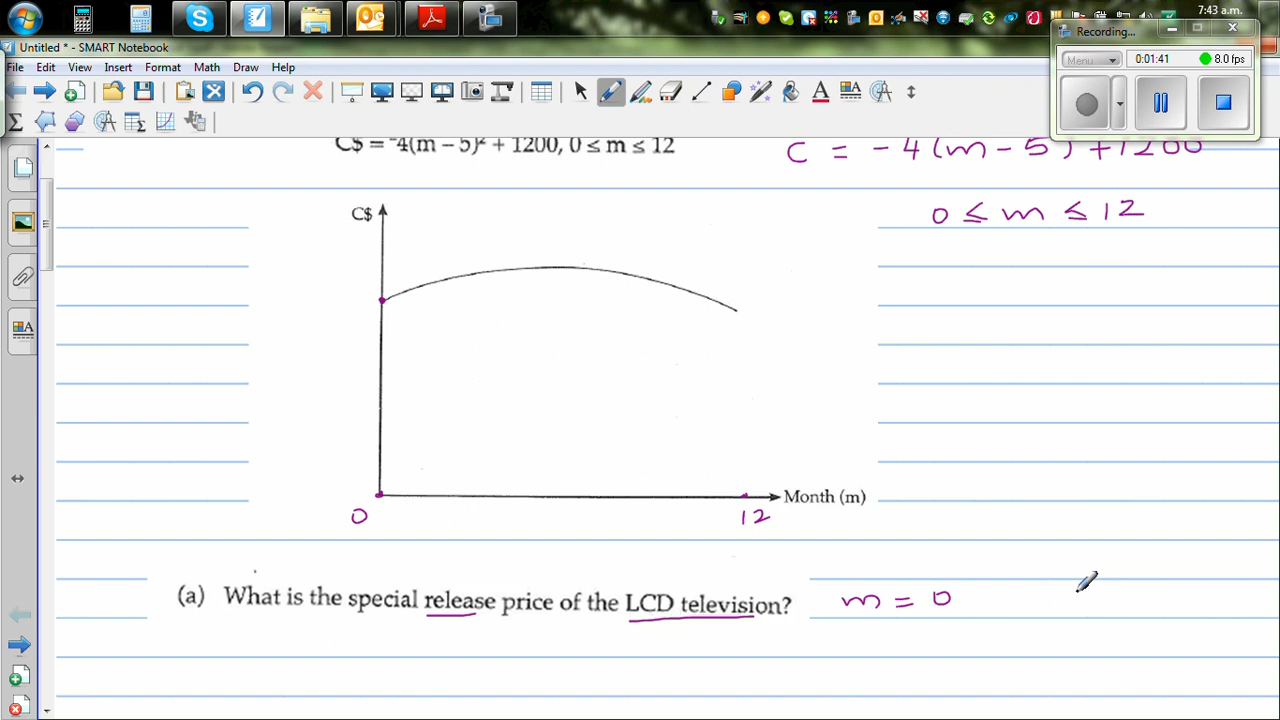 7:43 a.m.
Untitled * - SMART Notebook
Recording...
File Edit View Insert Format Math Draw Help
Menu
0:01:41
8.0 fps
C$ = ⁻4(m − 5)² + 1200, 0 ≤ m ≤ 12
C = - 4 (m - 5) + 1200
0 ≤ m ≤ 12
C$
Month (m)
0
12
(a) What is the special release price of the LCD television?
m = 0